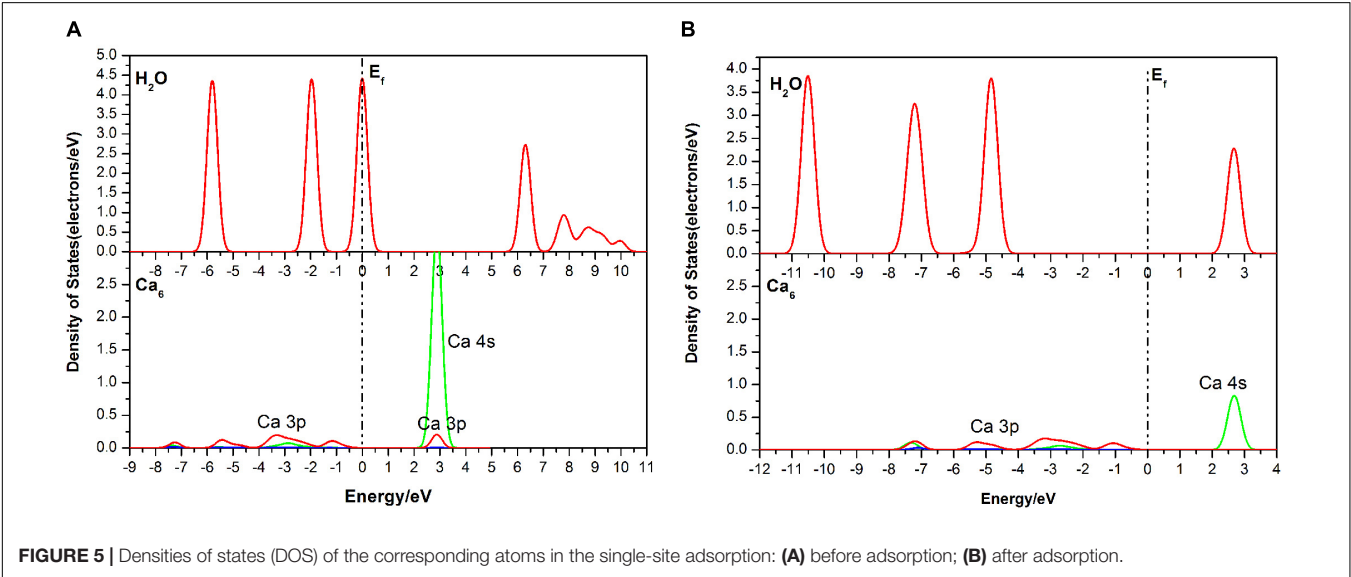 A
Density of States(electrons/eV)
H₂O
E_f
5.0
4.5
4.0
3.5
3.0
2.5
2.0
1.5
1.0
0.5
0.0
-8 -7 -6 -5 -4 -3 -2 -1 0 1 2 3 4 5 6 7 8 9 10
Ca₆
2.5
2.0
1.5
1.0
0.5
0.0
Ca 4s
Ca 3p
Ca 3p
-9 -8 -7 -6 -5 -4 -3 -2 -1 0 1 2 3 4 5 6 7 8 9 10 11
Energy/eV
B
Density of States(electrons/eV)
H₂O
E_f
4.0
3.5
3.0
2.5
2.0
1.5
1.0
0.5
0.0
-11 -10 -9 -8 -7 -6 -5 -4 -3 -2 -1 0 1 2 3
Ca₆
2.5
2.0
1.5
1.0
0.5
0.0
Ca 4s
Ca 3p
-12 -11 -10 -9 -8 -7 -6 -5 -4 -3 -2 -1 0 1 2 3 4
Energy/eV
FIGURE 5 | Densities of states (DOS) of the corresponding atoms in the single-site adsorption: (A) before adsorption; (B) after adsorption.